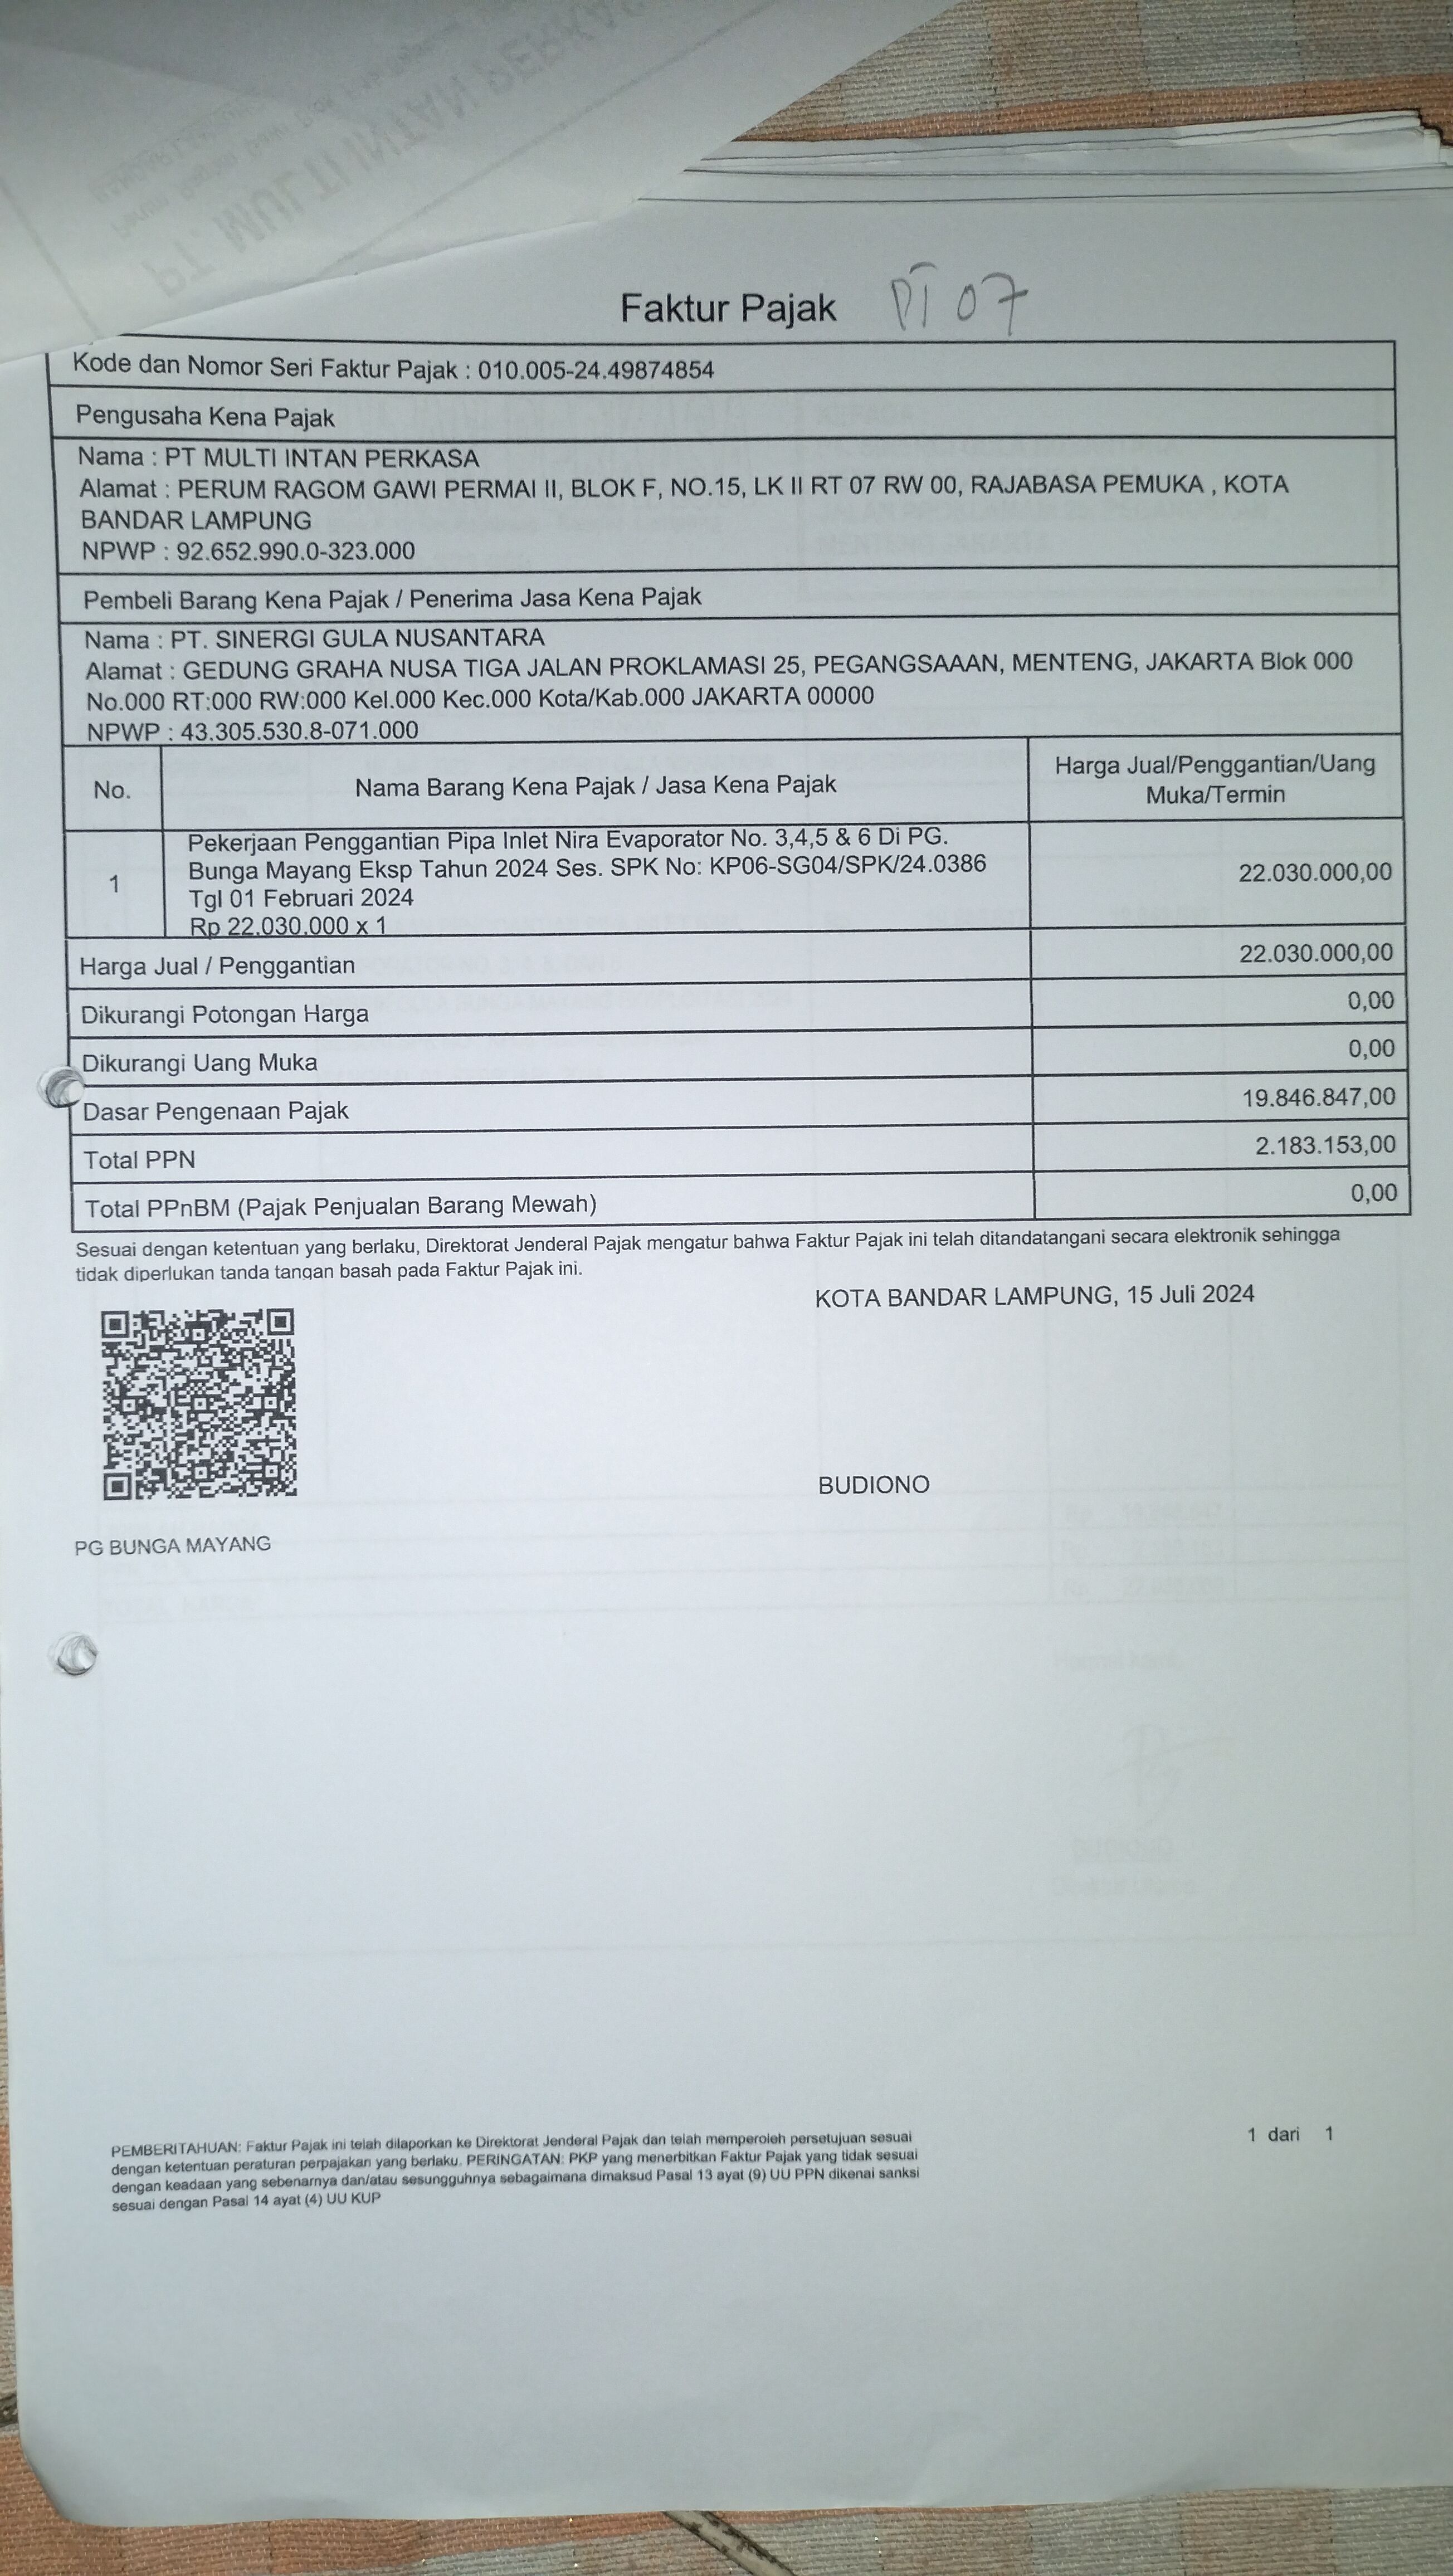 PT. MULTI INTAN PERKA
Faktur Pajak PT 07
Kode dan Nomor Seri Faktur Pajak : 010.005-24.49874854
Pengusaha Kena Pajak
Nama : PT MULTI INTAN PERKASA
Alamat : PERUM RAGOM GAWI PERMAI II, BLOK F, NO.15, LK II RT 07 RW 00, RAJABASA PEMUKA , KOTA
BANDAR LAMPUNG
NPWP : 92.652.990.0-323.000
Pembeli Barang Kena Pajak / Penerima Jasa Kena Pajak
Nama : PT. SINERGI GULA NUSANTARA
Alamat : GEDUNG GRAHA NUSA TIGA JALAN PROKLAMASI 25, PEGANGSAAAN, MENTENG, JAKARTA Blok 000
No.000 RT:000 RW:000 Kel.000 Kec.000 Kota/Kab.000 JAKARTA 00000
NPWP : 43.305.530.8-071.000
No. Nama Barang Kena Pajak / Jasa Kena Pajak Harga Jual/Penggantian/Uang
Muka/Termin
Pekerjaan Penggantian Pipa Inlet Nira Evaporator No. 3,4,5 & 6 Di PG.
Bunga Mayang Eksp Tahun 2024 Ses. SPK No: KP06-SG04/SPK/24.0386
1 22.030.000,00
Tgl 01 Februari 2024
Rp 22.030.000 x 1
Harga Jual / Penggantian 22.030.000,00
Dikurangi Potongan Harga 0,00
Dikurangi Uang Muka 0,00
Dasar Pengenaan Pajak 19.846.847,00
Total PPN 2.183.153,00
Total PPnBM (Pajak Penjualan Barang Mewah) 0,00
Sesuai dengan ketentuan yang berlaku, Direktorat Jenderal Pajak mengatur bahwa Faktur Pajak ini telah ditandatangani secara elektronik sehingga
tidak diperlukan tanda tangan basah pada Faktur Pajak ini.
KOTA BANDAR LAMPUNG, 15 Juli 2024
BUDIONO
PG BUNGA MAYANG
PEMBERITAHUAN: Faktur Pajak ini telah dilaporkan ke Direktorat Jenderal Pajak dan telah memperoleh persetujuan sesuai
dengan ketentuan peraturan perpajakan yang berlaku. PERINGATAN: PKP yang menerbitkan Faktur Pajak yang tidak sesuai
dengan keadaan yang sebenarnya dan/atau sesungguhnya sebagaimana dimaksud Pasal 13 ayat (9) UU PPN dikenai sanksi
sesuai dengan Pasal 14 ayat (4) UU KUP
1 dari 1